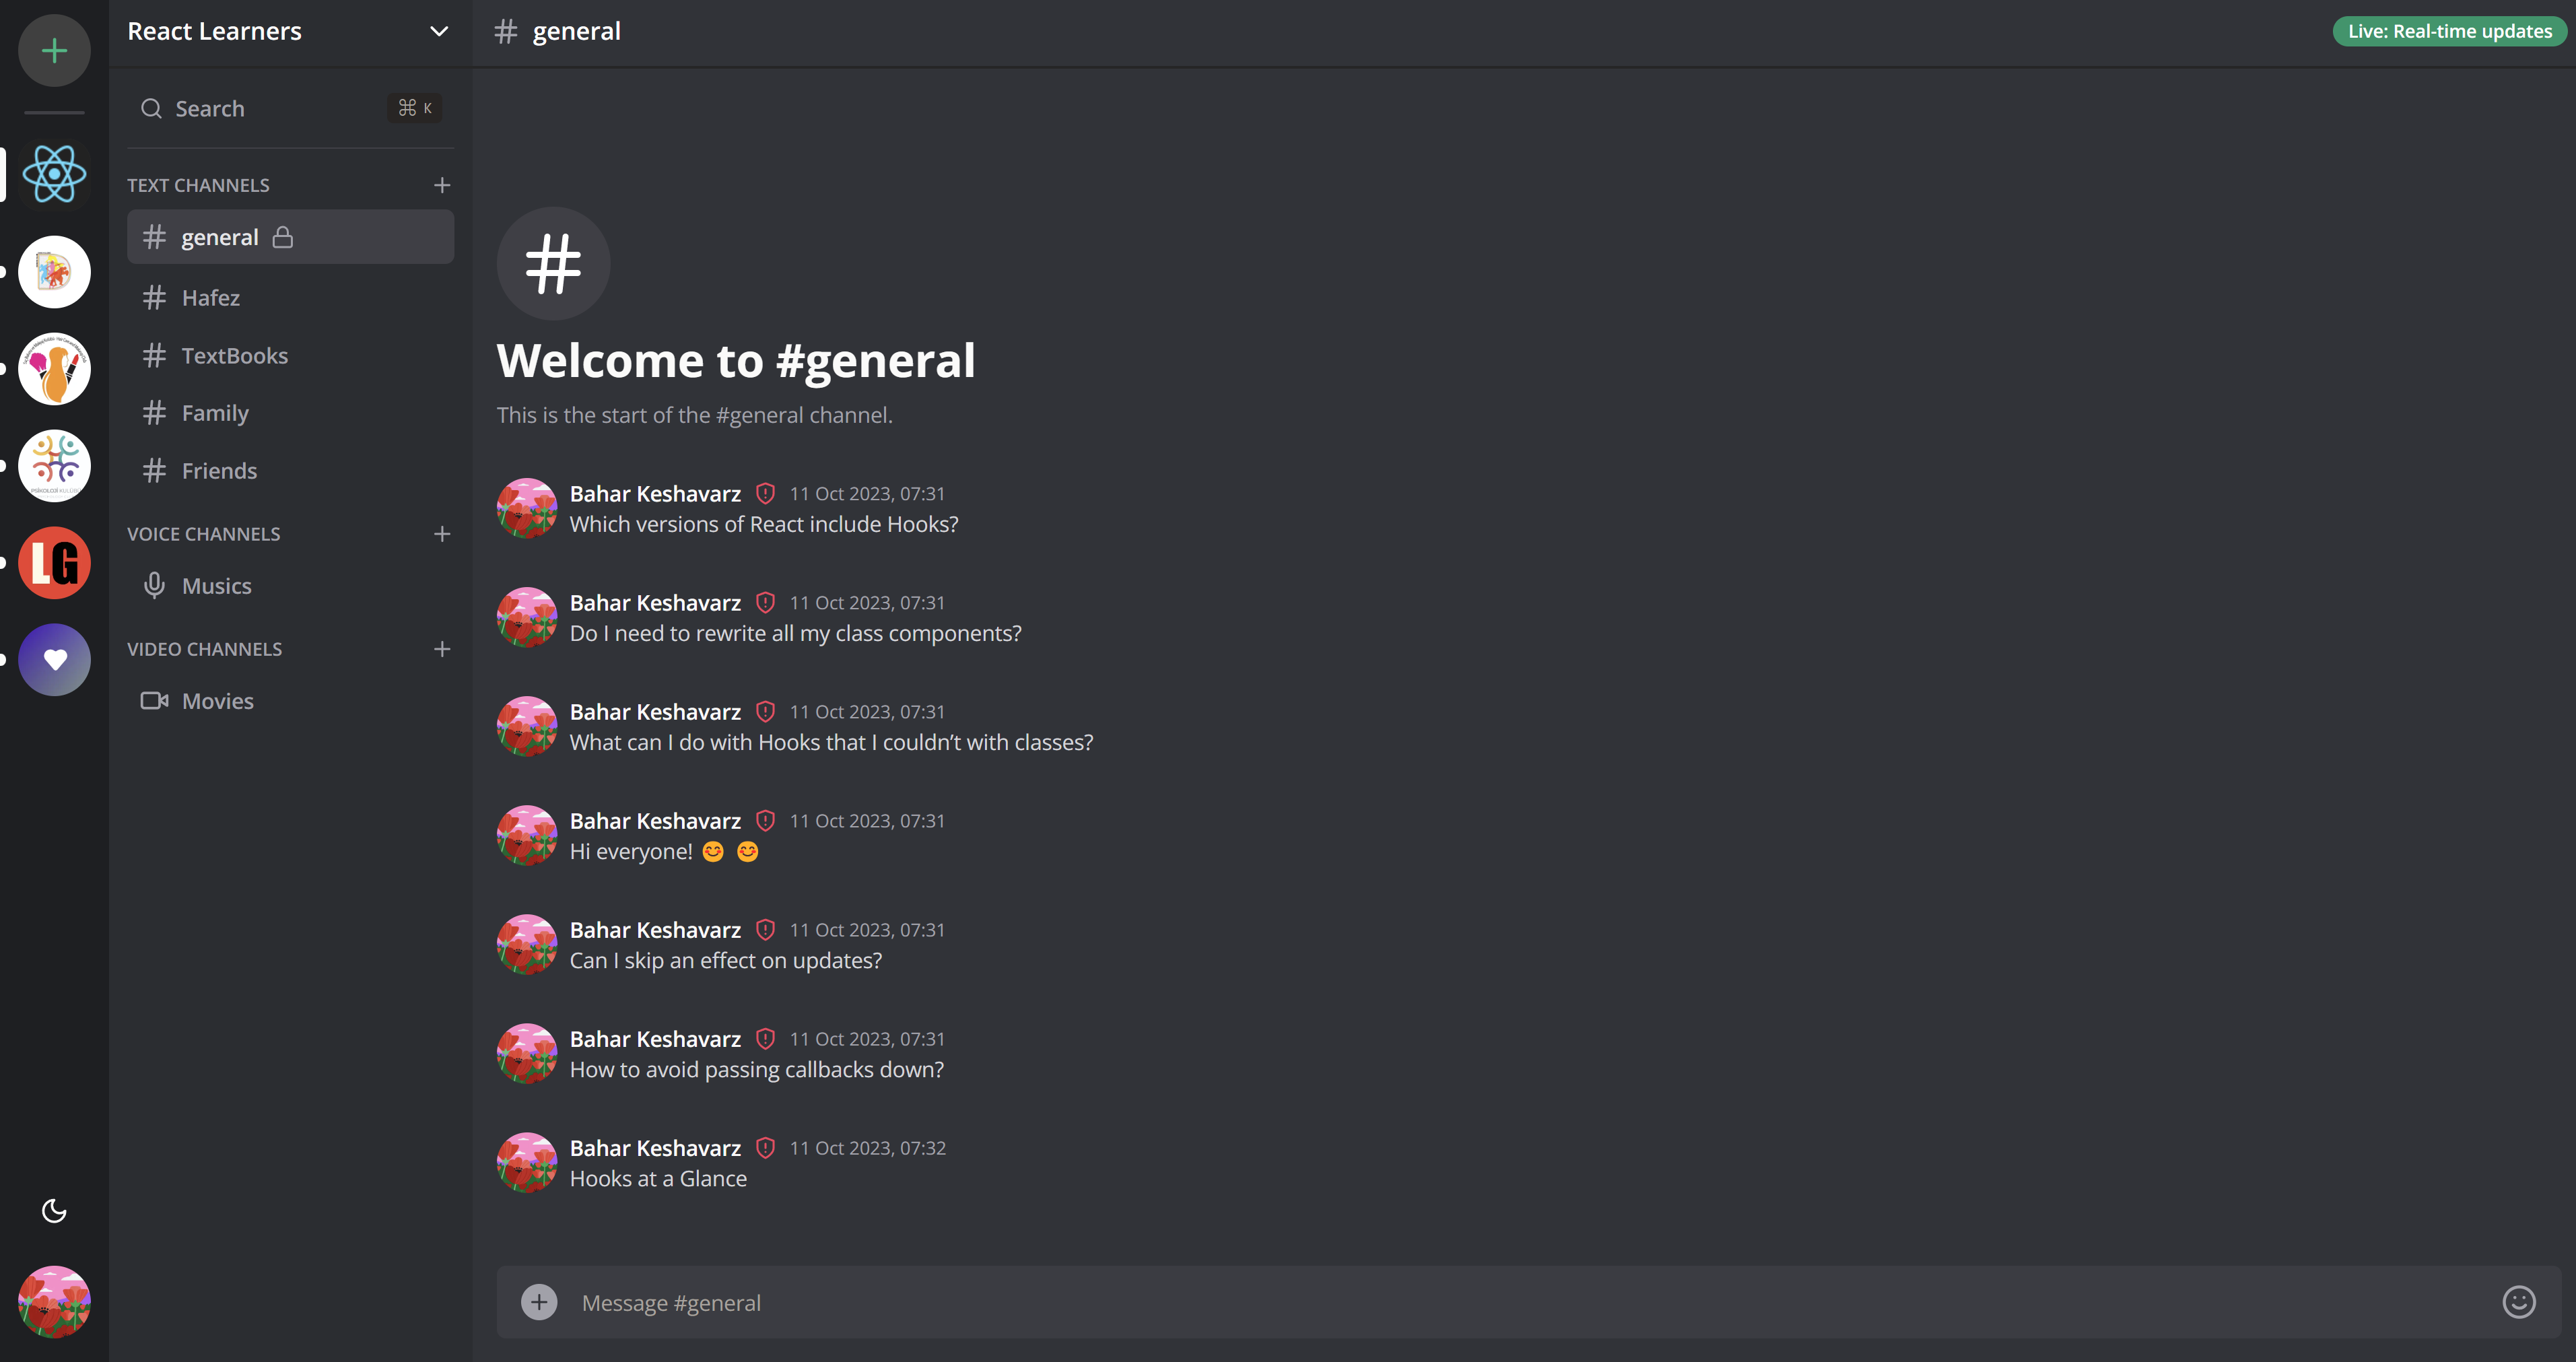 React Learners
# general
Live: Real-time updates
Search
⌘ K
TEXT CHANNELS
general
Hafez
TextBooks
Family
Friends
VOICE CHANNELS
Musics
VIDEO CHANNELS
Movies
LG
#
Welcome to #general
This is the start of the #general channel.
Bahar Keshavarz 11 Oct 2023, 07:31
Which versions of React include Hooks?
Bahar Keshavarz 11 Oct 2023, 07:31
Do I need to rewrite all my class components?
Bahar Keshavarz 11 Oct 2023, 07:31
What can I do with Hooks that I couldn’t with classes?
Bahar Keshavarz 11 Oct 2023, 07:31
Hi everyone! 😊 😊
Bahar Keshavarz 11 Oct 2023, 07:31
Can I skip an effect on updates?
Bahar Keshavarz 11 Oct 2023, 07:31
How to avoid passing callbacks down?
Bahar Keshavarz 11 Oct 2023, 07:32
Hooks at a Glance
Message #general